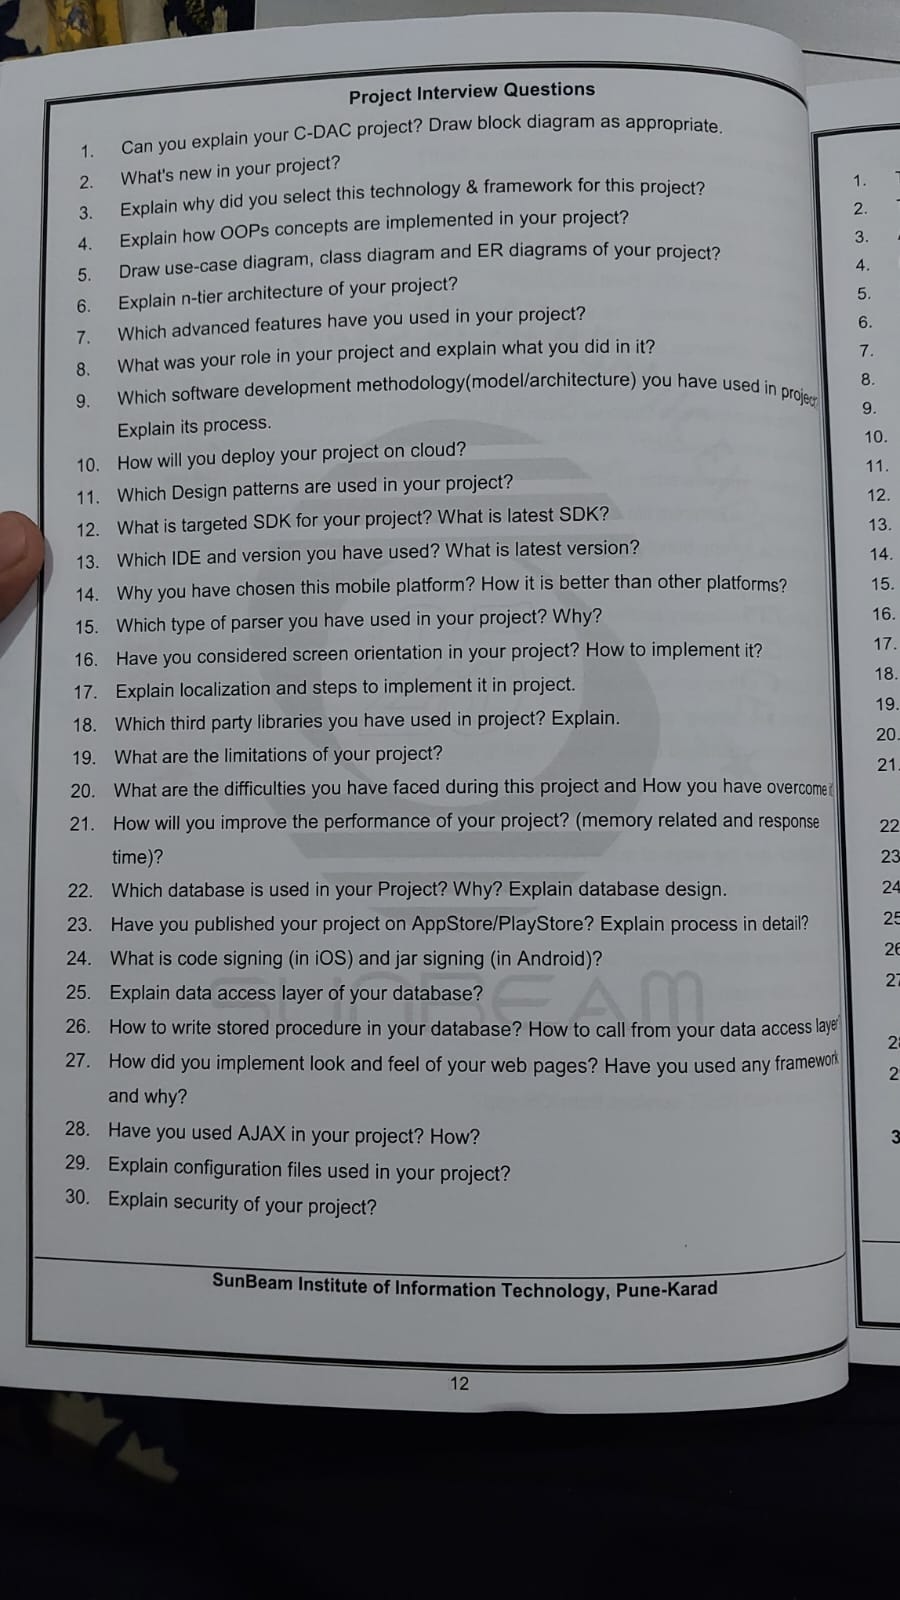 Project Interview Questions
1. Can you explain your C-DAC project? Draw block diagram as appropriate.
2. What's new in your project?
3. Explain why did you select this technology & framework for this project?
4. Explain how OOPs concepts are implemented in your project?
5. Draw use-case diagram, class diagram and ER diagrams of your project?
6. Explain n-tier architecture of your project?
7. Which advanced features have you used in your project?
8. What was your role in your project and explain what you did in it?
9. Which software development methodology(model/architecture) you have used in project
Explain its process.
10. How will you deploy your project on cloud?
11. Which Design patterns are used in your project?
12. What is targeted SDK for your project? What is latest SDK?
13. Which IDE and version you have used? What is latest version?
14. Why you have chosen this mobile platform? How it is better than other platforms?
15. Which type of parser you have used in your project? Why?
16. Have you considered screen orientation in your project? How to implement it?
17. Explain localization and steps to implement it in project.
18. Which third party libraries you have used in project? Explain.
19. What are the limitations of your project?
20. What are the difficulties you have faced during this project and How you have overcome
21. How will you improve the performance of your project? (memory related and response
time)?
22. Which database is used in your Project? Why? Explain database design.
23. Have you published your project on AppStore/PlayStore? Explain process in detail?
24. What is code signing (in iOS) and jar signing (in Android)?
25. Explain data access layer of your database?
SUNBEAM
26. How to write stored procedure in your database? How to call from your data access layer
27. How did you implement look and feel of your web pages? Have you used any framework
and why?
28. Have you used AJAX in your project? How?
29. Explain configuration files used in your project?
30. Explain security of your project?
SunBeam Institute of Information Technology, Pune-Karad
12
1.
2.
3.
4.
5.
6.
7.
8.
9.
10.
11.
12.
13.
14.
15.
16.
17.
18.
19.
20.
21.
22
23
24